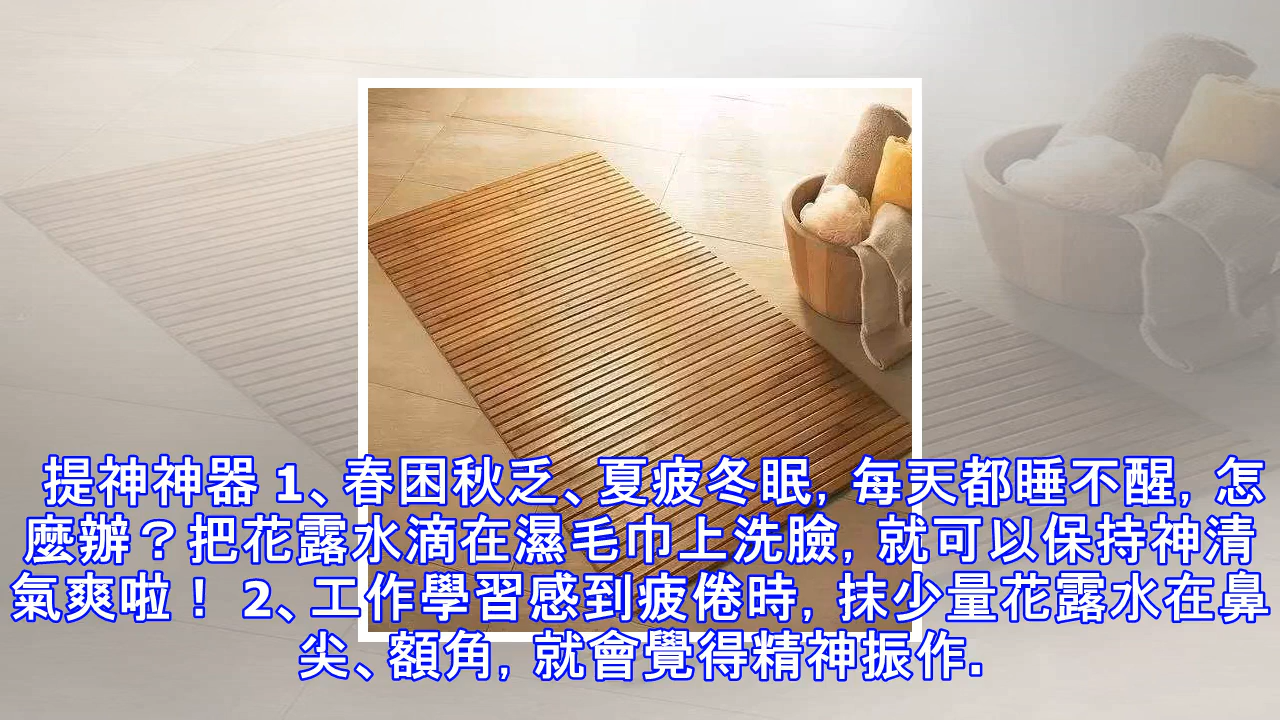 提神神器 1、春困秋乏、夏疲冬眠, 每天都睡不醒, 怎
麼辦？把花露水滴在濕毛巾上洗臉, 就可以保持神清
氣爽啦！ 2、工作學習感到疲倦時, 抹少量花露水在鼻
尖、額角, 就會覺得精神振作.